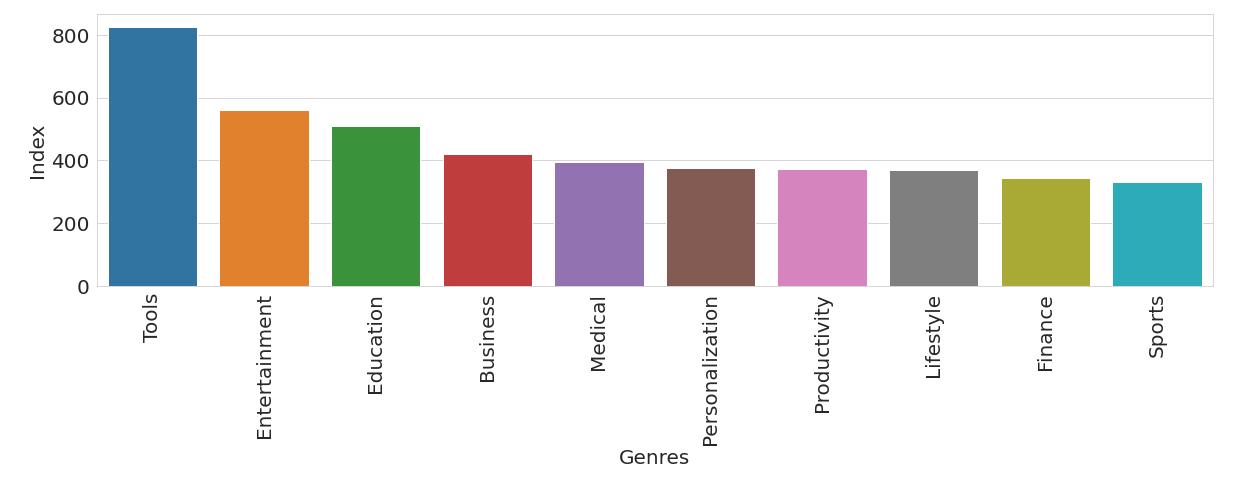 800
600
400
200
0
Index
Tools
Entertainment
Education
Business
Medical
Personalization
Productivity
Lifestyle
Finance
Sports
Genres